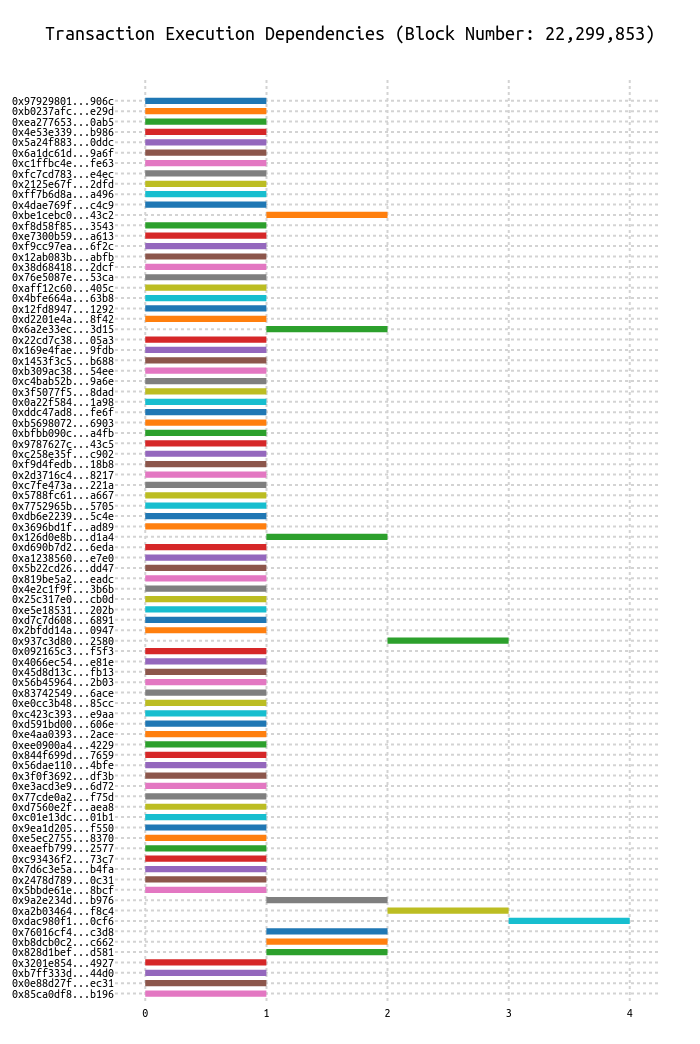 Transaction Execution Dependencies (Block Number: 22,299,853)
0x97929801...906c
0xb0237afc...e29d
0xea277653...0ab5
0x4e53e339...b986
0x5a24f883...0ddc
0x6a1dc61d...9a6f
0xc1ffbc4e...fe63
0xfc7cd783...e4ec
0x2125e67f...2dfd
0xff7b6d8a...a496
0x4dae769f...c4c9
0xbe1cebc0...43c2
0xf8d58f85...3543
0xe7300b59...a613
0xf9cc97ea...6f2c
0x12ab083b...abfb
0x38d68418...2dcf
0x76e5087e...53ca
0xaff12c60...405c
0x4bfe664a...63b8
0x12fd8947...1292
0xd2201e4a...8f42
0x6a2e33ec...3d15
0x22cd7c38...05a3
0x169e4fae...9fdb
0x1453f3c5...b688
0xb309ac38...54ee
0xc4bab52b...9a6e
0x3f5077f5...8dad
0x0a22f584...1a98
0xddc47ad8...fe6f
0xb5698072...6903
0xbfbb090c...a4fb
0x9787627c...43c5
0xc258e35f...c902
0xf9d4fedb...18b8
0x2d3716c4...8217
0xc7fe473a...221a
0x5788fc61...a667
0x7752965b...5705
0xdb6e2239...5c4e
0x3696bd1f...ad89
0x126d0e8b...d1a4
0xd690b7d2...6eda
0xa1238560...e7e0
0x5b22cd26...dd47
0x819be5a2...eadc
0x4e2c1f9f...3b6b
0x25c317e0...cb0d
0xe5e18531...202b
0xd7c7d608...6891
0x2bfdd14a...0947
0x937c3d80...2580
0x092165c3...f5f3
0x4066ec54...e81e
0x45d8d13c...fb13
0x56b45964...2b03
0x83742549...6ace
0xe0cc3b48...85cc
0xc423c393...e9aa
0xd591bd00...606e
0xe4aa0393...2ace
0xee0900a4...4229
0x844f699d...7659
0x56dae110...4bfe
0x3f0f3692...df3b
0xe3acd3e9...6d72
0x77cde0a2...f75d
0xd7560e2f...aea8
0xc01e13dc...01b1
0x9ea1d205...f550
0xe5ec2755...8370
0xeaefb799...2577
0xc93436f2...73c7
0x7d6c3e5a...b4fa
0x2478d789...0c31
0x5bbde61e...8bcf
0x9a2e234d...b976
0xa2b03464...f8c4
0xdac980f1...0cf6
0x76016cf4...c3d8
0xb8dcb0c2...c662
0x828d1bef...d581
0x3201e854...4927
0xb7ff333d...44d0
0x0e88d27f...ec31
0x85ca0df8...b196
0 1 2 3 4